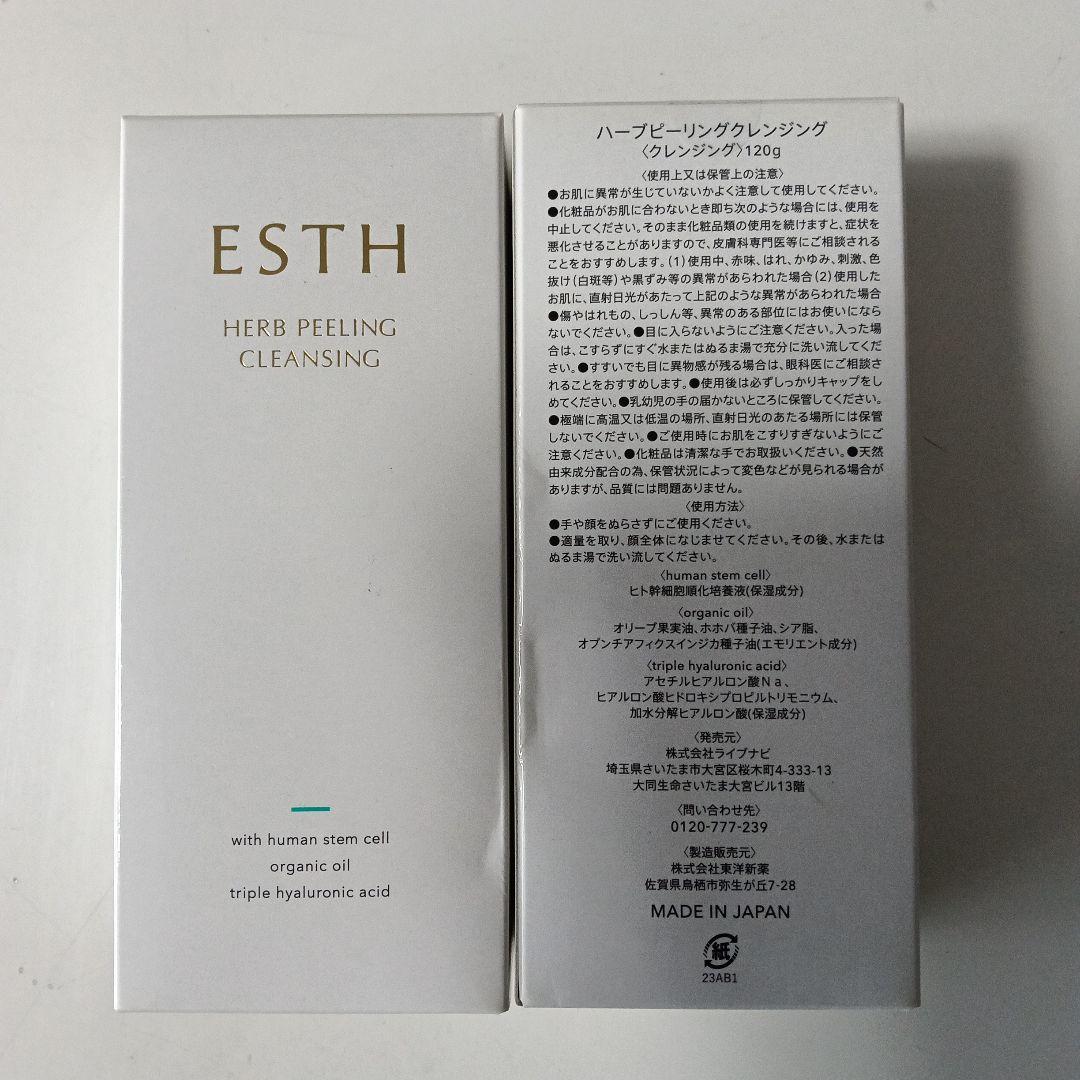 ESTH
HERB PEELING
CLEANSING
with human stem cell
organic oil
triple hyaluronic acid
ハーブピーリングクレンジング
〈クレンジング〉120g
〈使用上又は保管上の注意〉
●お肌に異常が生じていないかよく注意して使用してください。
●化粧品がお肌に合わないとき即ち次のような場合には、使用を
中止してください。そのまま化粧品類の使用を続けますと、症状を
悪化させることがありますので、皮膚科専門医等にご相談される
ことをおすすめします。(1)使用中、赤味、はれ、かゆみ、刺激、色
抜け(白斑等)や黒ずみ等の異常があらわれた場合(2)使用した
お肌に、直射日光があたって上記のような異常があらわれた場合
●傷やはれもの、しっしん等、異常のある部位にはお使いになら
ないでください。●目に入らないようにご注意ください。入った場
合は、こすらずにすぐ水またはぬるま湯で充分に洗い流してくだ
さい。●すすいでも目に異物感が残る場合は、眼科医にご相談さ
れることをおすすめします。●使用後は必ずしっかりキャップをし
めてください。●乳幼児の手の届かないところに保管してください。
●極端に高温又は低温の場所、直射日光のあたる場所には保管
しないでください。●ご使用時にお肌をこすりすぎないようにご
注意ください。●化粧品は清潔な手でお取扱いください。●天然
由来成分配合の為、保管状況によって変色などが見られる場合が
ありますが、品質には問題ありません。
〈使用方法〉
●手や顔をぬらさずにご使用ください。
●適量を取り、顔全体になじませてください。その後、水または
ぬるま湯で洗い流してください。
〈human stem cell〉
ヒト幹細胞順化培養液(保湿成分)
〈organic oil〉
オリーブ果実油、ホホバ種子油、シア脂、
オプンチアフィクスインジカ種子油(エモリエント成分)
〈triple hyaluronic acid〉
アセチルヒアルロン酸Na、
ヒアルロン酸ヒドロキシプロピルトリモニウム、
加水分解ヒアルロン酸(保湿成分)
〈発売元〉
株式会社ライブナビ
埼玉県さいたま市大宮区桜木町4-333-13
大同生命さいたま大宮ビル13階
〈問い合わせ先〉
0120-777-239
〈製造販売元〉
株式会社東洋新薬
佐賀県鳥栖市弥生が丘7-28
MADE IN JAPAN
紙
23AB1